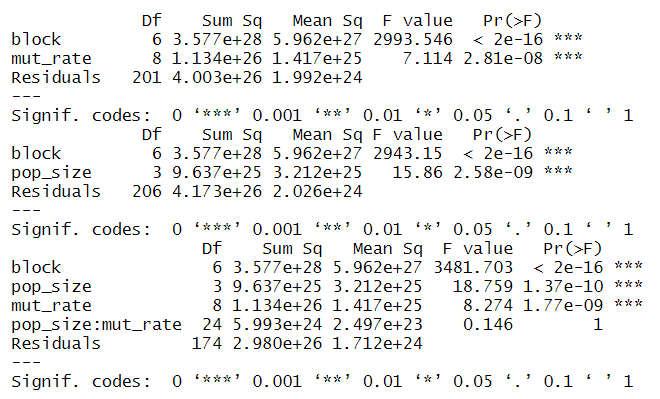 Df    Sum Sq   Mean Sq  F value   Pr(>F)    
block         6 3.577e+28 5.962e+27 2993.546  < 2e-16 ***
mut_rate      8 1.134e+26 1.417e+25    7.114 2.81e-08 ***
Residuals   201 4.003e+26 1.992e+24
---
Signif. codes:  0 ‘***’ 0.001 ‘**’ 0.01 ‘*’ 0.05 ‘.’ 0.1 ‘ ’ 1
             Df    Sum Sq   Mean Sq F value   Pr(>F)
block         6 3.577e+28 5.962e+27 2943.15  < 2e-16 ***
pop_size      3 9.637e+25 3.212e+25   15.86 2.58e-09 ***
Residuals   206 4.173e+26 2.026e+24
---
Signif. codes:  0 ‘***’ 0.001 ‘**’ 0.01 ‘*’ 0.05 ‘.’ 0.1 ‘ ’ 1
                   Df    Sum Sq   Mean Sq  F value   Pr(>F)
block               6 3.577e+28 5.962e+27 3481.703  < 2e-16 ***
pop_size            3 9.637e+25 3.212e+25   18.759 1.37e-10 ***
mut_rate            8 1.134e+26 1.417e+25    8.274 1.77e-09 ***
pop_size:mut_rate  24 5.993e+24 2.497e+23    0.146        1
Residuals         174 2.980e+26 1.712e+24
---
Signif. codes:  0 ‘***’ 0.001 ‘**’ 0.01 ‘*’ 0.05 ‘.’ 0.1 ‘ ’ 1